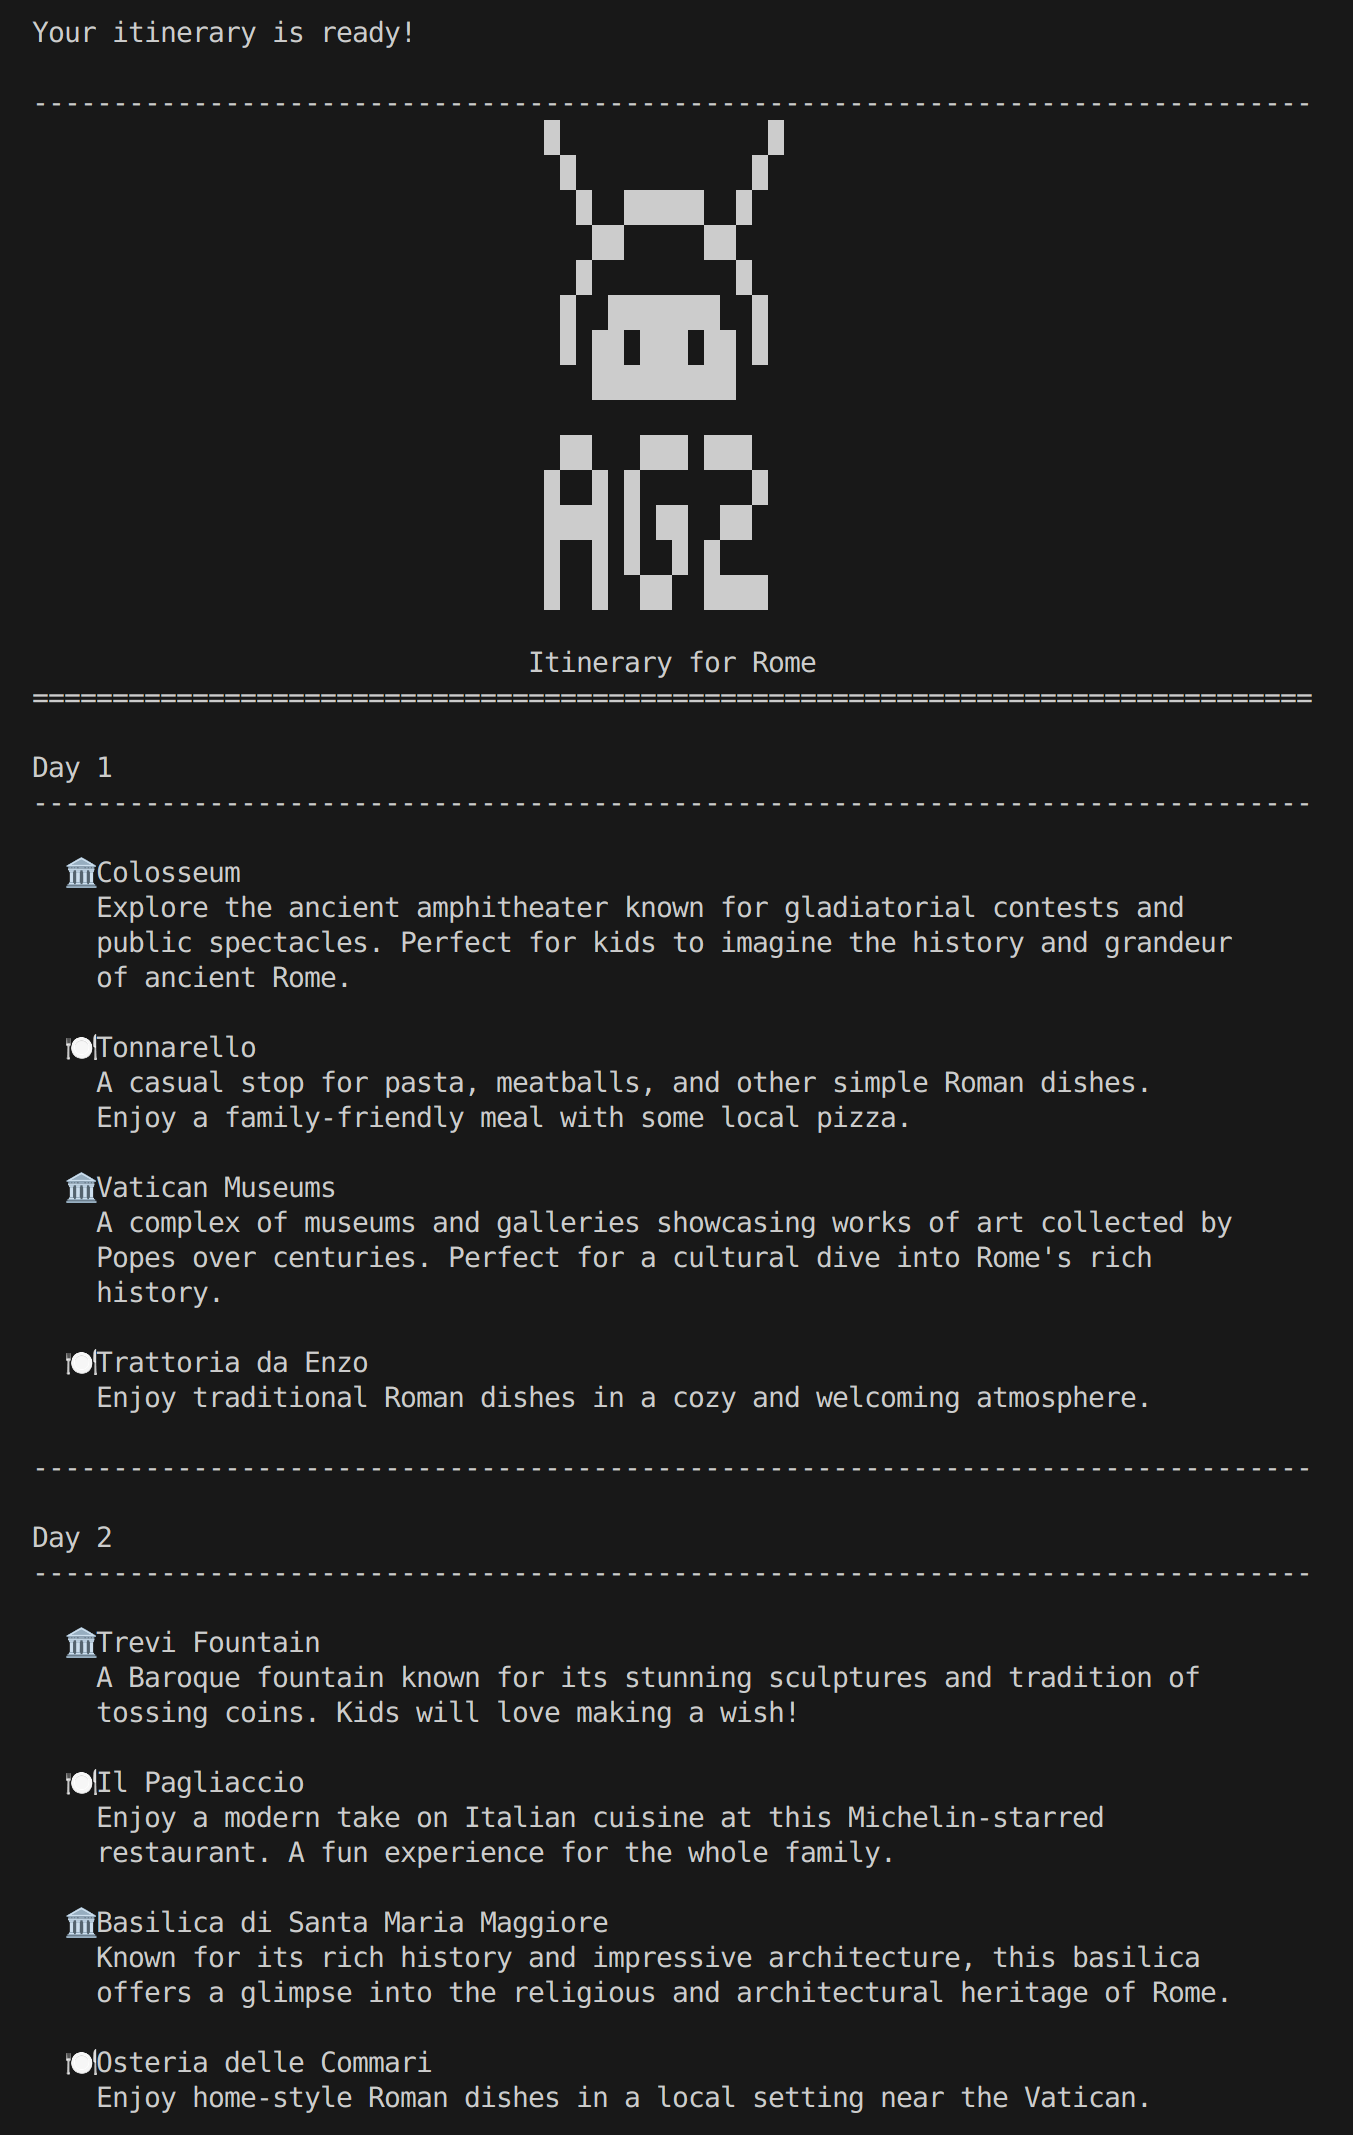 Your itinerary is ready!
--------------------------------------------------------------------------------
AG2
Itinerary for Rome
================================================================================
Day 1
--------------------------------------------------------------------------------
🏛️Colosseum
Explore the ancient amphitheater known for gladiatorial contests and
public spectacles. Perfect for kids to imagine the history and grandeur
of ancient Rome.
🍽️Tonnarello
A casual stop for pasta, meatballs, and other simple Roman dishes.
Enjoy a family-friendly meal with some local pizza.
🏛️Vatican Museums
A complex of museums and galleries showcasing works of art collected by
Popes over centuries. Perfect for a cultural dive into Rome's rich
history.
🍽️Trattoria da Enzo
Enjoy traditional Roman dishes in a cozy and welcoming atmosphere.
--------------------------------------------------------------------------------
Day 2
--------------------------------------------------------------------------------
🏛️Trevi Fountain
A Baroque fountain known for its stunning sculptures and tradition of
tossing coins. Kids will love making a wish!
🍽️Il Pagliaccio
Enjoy a modern take on Italian cuisine at this Michelin-starred
restaurant. A fun experience for the whole family.
🏛️Basilica di Santa Maria Maggiore
Known for its rich history and impressive architecture, this basilica
offers a glimpse into the religious and architectural heritage of Rome.
🍽️Osteria delle Commari
Enjoy home-style Roman dishes in a local setting near the Vatican.